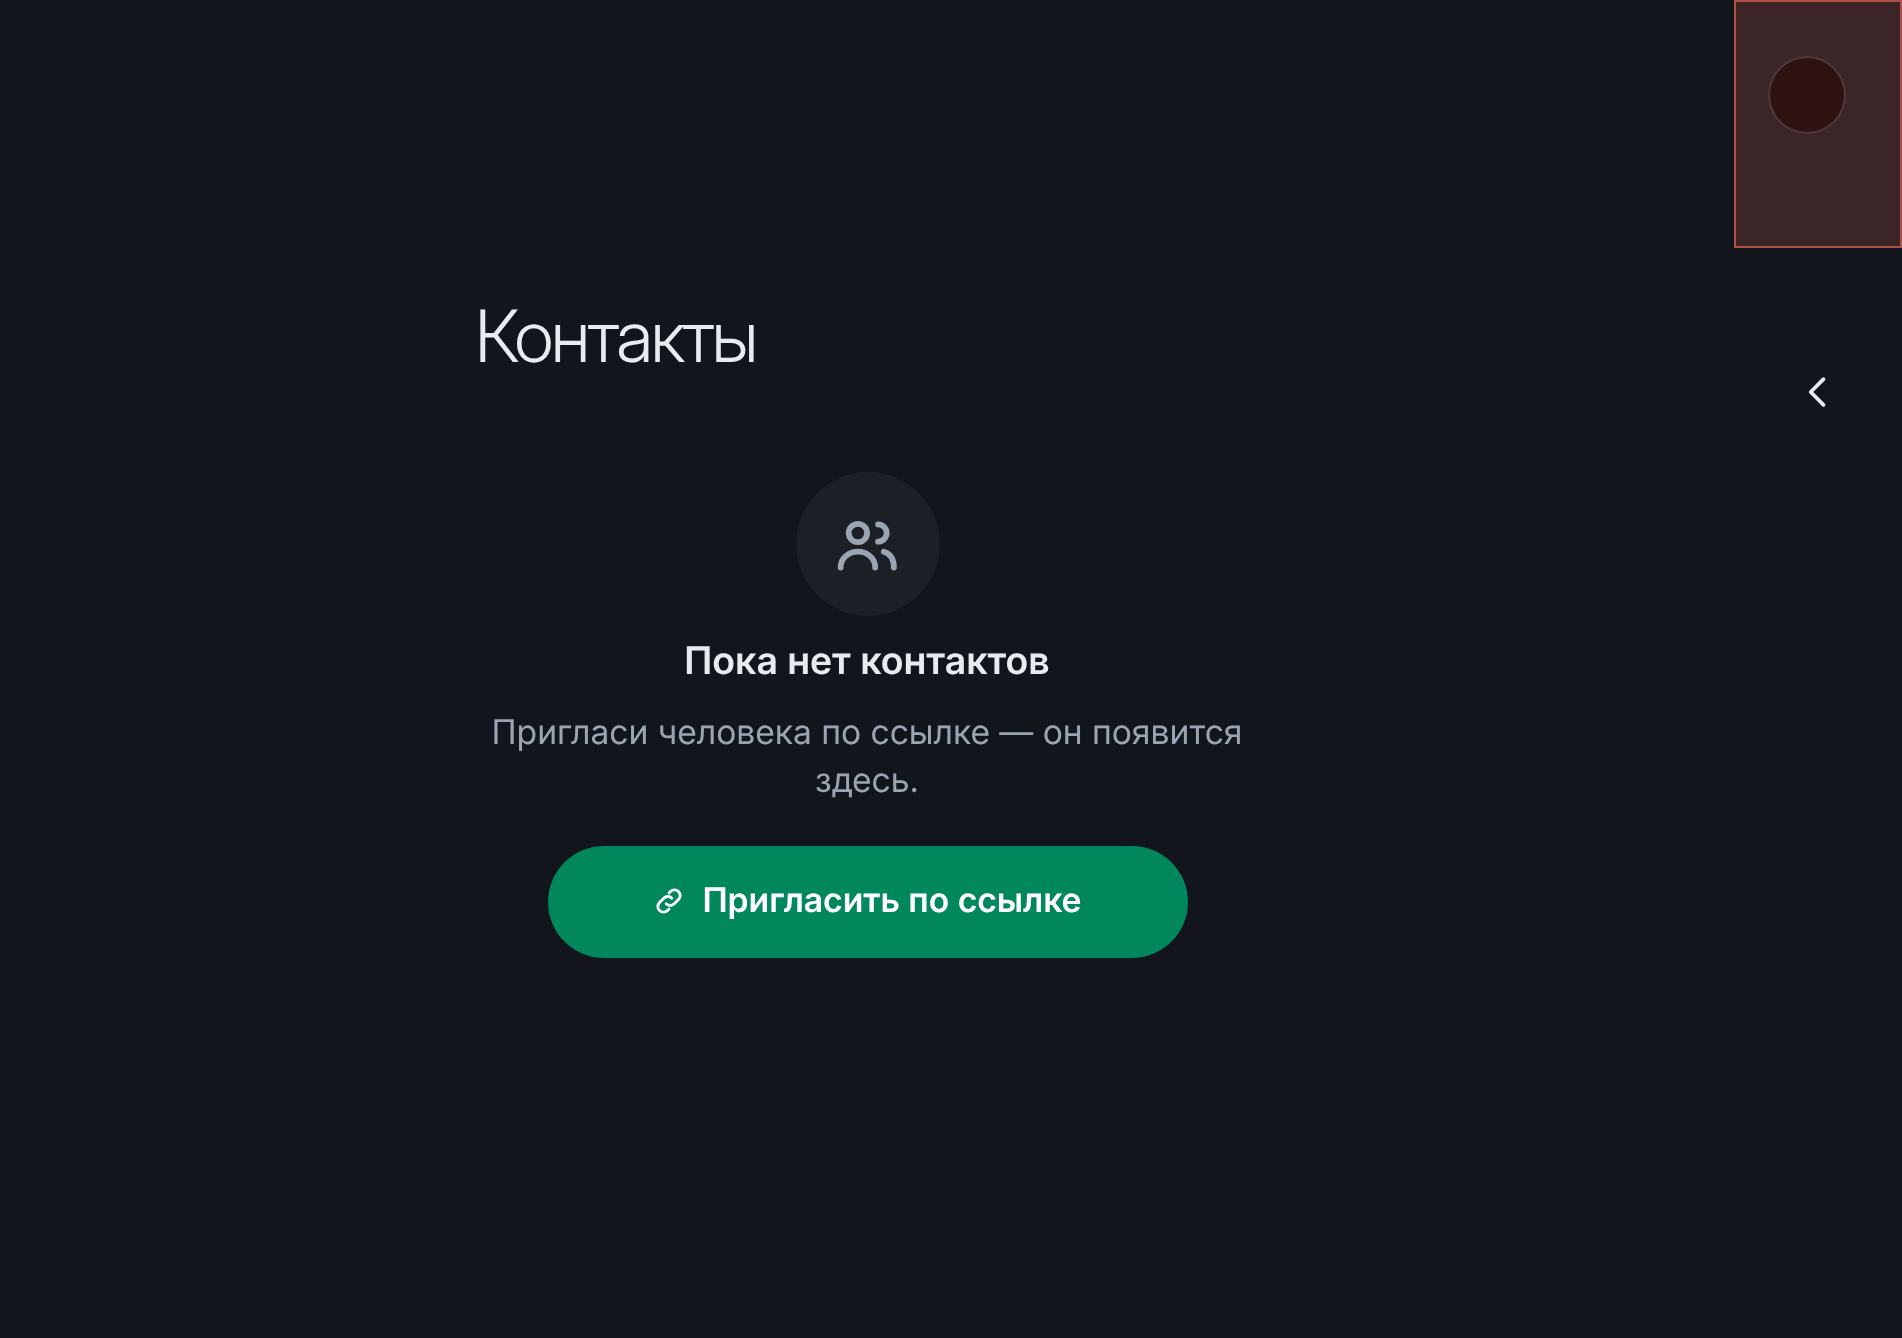 Контакты
Пока нет контактов
Пригласи человека по ссылке — он появится
здесь.
Пригласить по ссылке